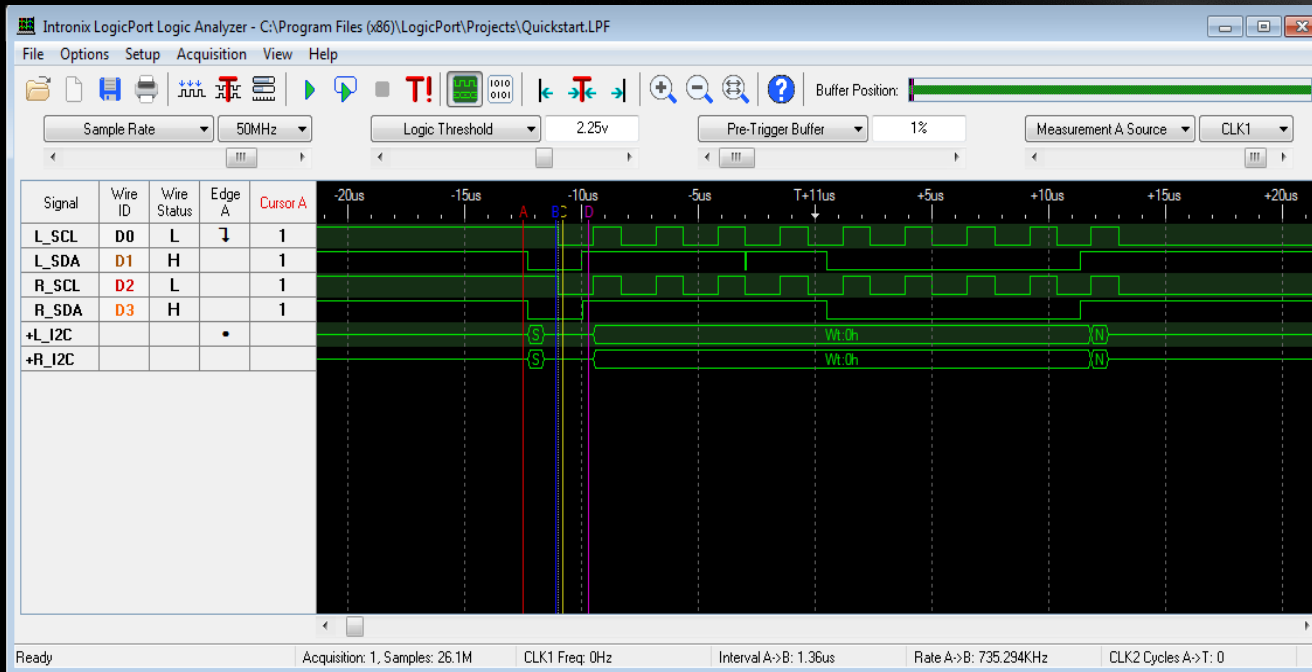 Intronix LogicPort Logic Analyzer - C:\Program Files (x86)\LogicPort\Projects\Quickstart.LPF
File Options Setup Acquisition View Help
T! 1010 0101 T ? Buffer Position:
Sample Rate 50MHz Logic Threshold 2.25v Pre-Trigger Buffer 1% Measurement A Source CLK1
Signal Wire ID Wire Status Edge A Cursor A -20us -15us -10us -5us T+11us +5us +10us +15us +20us
A B C D
L_SCL D0 L 1
L_SDA D1 H 1
R_SCL D2 L 1
R_SDA D3 H 1
+L_I2C S Wt:0h N
+R_I2C S Wt:0h N
Ready Acquisition: 1, Samples: 26.1M CLK1 Freq: 0Hz Interval A->B: 1.36us Rate A->B: 735.294KHz CLK2 Cycles A->T: 0